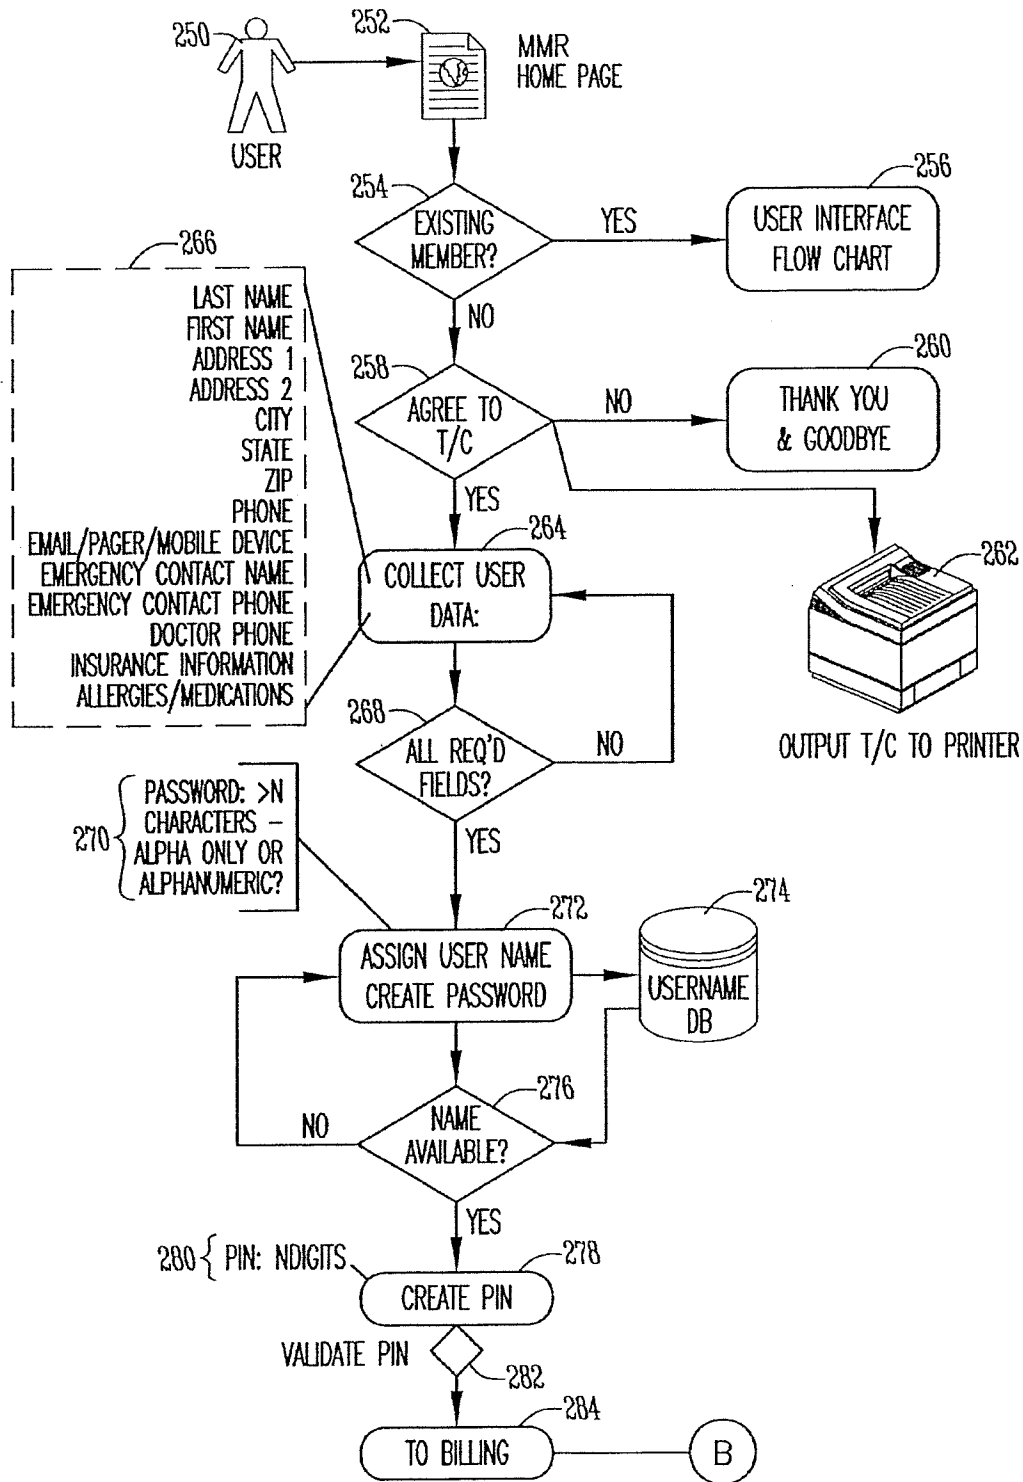 250
252
MMR
HOME PAGE
USER
254
EXISTING
MEMBER?
YES
256
USER INTERFACE
FLOW CHART
NO
266
LAST NAME
FIRST NAME
ADDRESS 1
ADDRESS 2
CITY
STATE
ZIP
PHONE
EMAIL/PAGER/MOBILE DEVICE
EMERGENCY CONTACT NAME
EMERGENCY CONTACT PHONE
DOCTOR PHONE
INSURANCE INFORMATION
ALLERGIES/MEDICATIONS
258
AGREE TO
T/C
NO
260
THANK YOU
& GOODBYE
YES
264
COLLECT USER
DATA:
262
OUTPUT T/C TO PRINTER
268
ALL REQ'D
FIELDS?
NO
YES
270
PASSWORD: >N
CHARACTERS –
ALPHA ONLY OR
ALPHANUMERIC?
272
ASSIGN USER NAME
CREATE PASSWORD
274
USERNAME
DB
276
NAME
AVAILABLE?
NO
YES
280
PIN: NDIGITS
278
CREATE PIN
VALIDATE PIN
282
284
TO BILLING
B